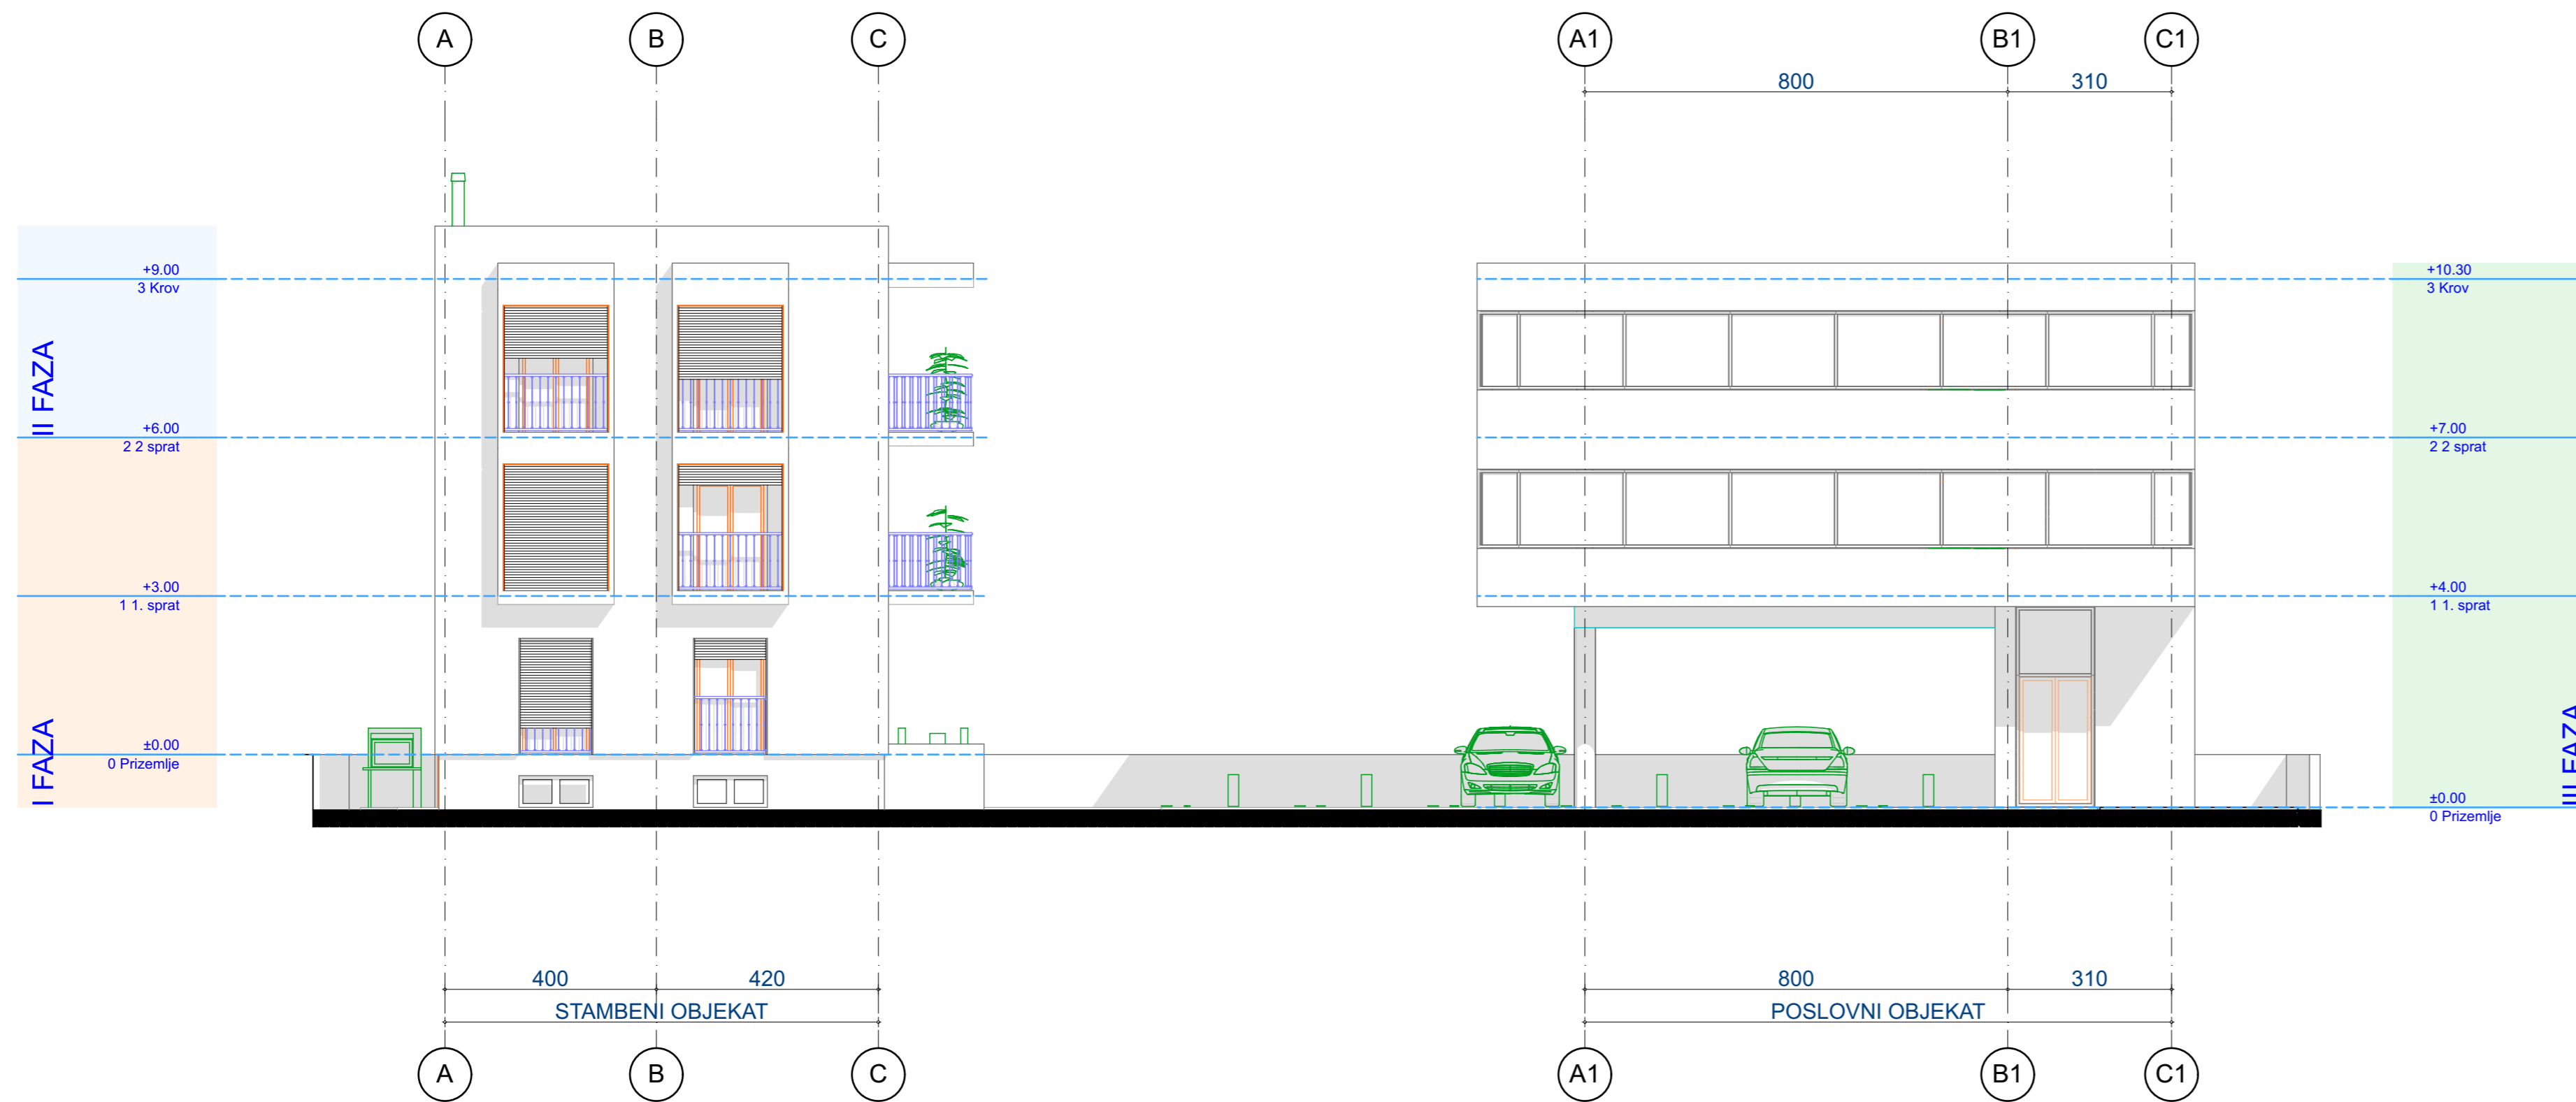 A B C A1 B1 C1
800 310
+9.00
3 Krov
+10.30
3 Krov
II FAZA
+6.00
2 2 sprat
+7.00
2 2 sprat
+3.00
1 1. sprat
+4.00
1 1. sprat
I FAZA
±0.00
0 Prizemlje
III FAZA
±0.00
0 Prizemlje
400 420 800 310
STAMBENI OBJEKAT POSLOVNI OBJEKAT
A B C A1 B1 C1